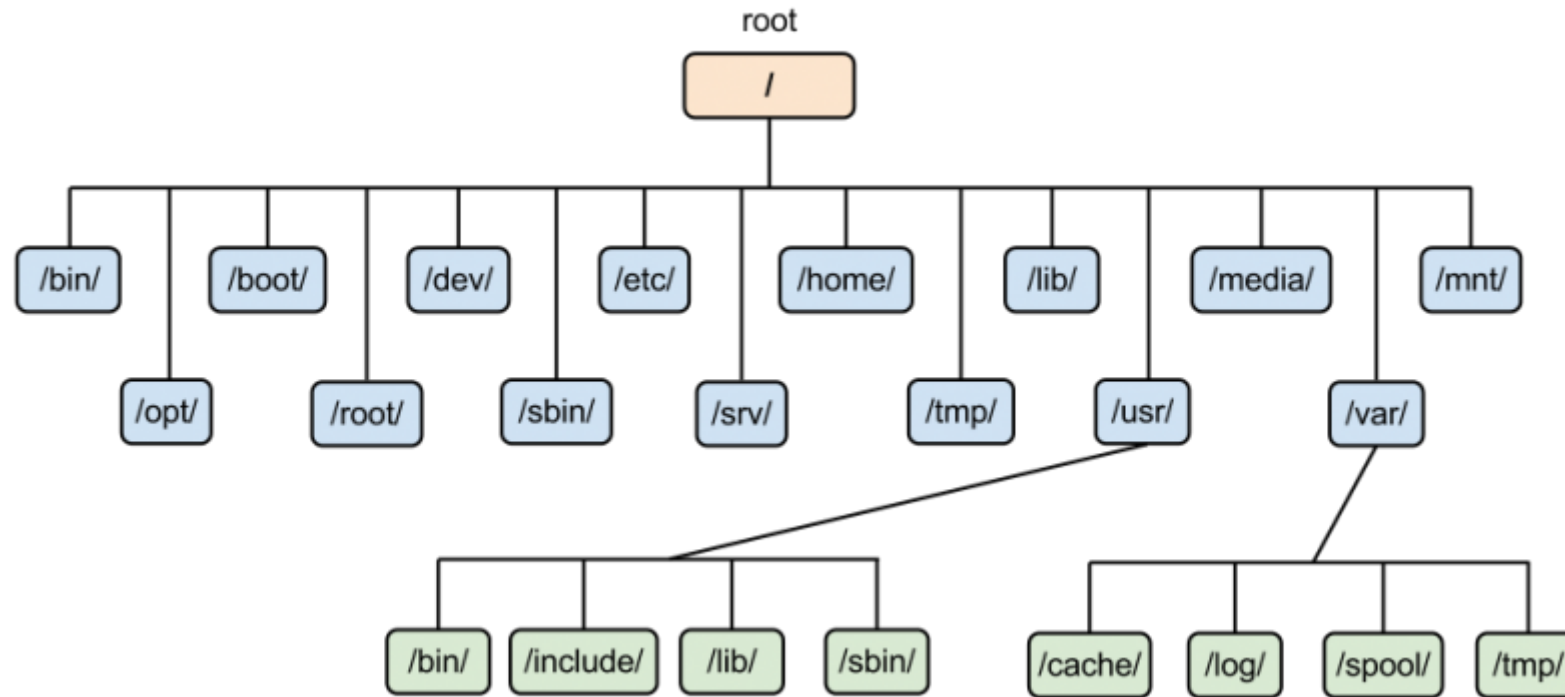 root
/
/bin/
/boot/
/dev/
/etc/
/home/
/lib/
/media/
/mnt/
/opt/
/root/
/sbin/
/srv/
/tmp/
/usr/
/var/
/bin/
/include/
/lib/
/sbin/
/cache/
/log/
/spool/
/tmp/